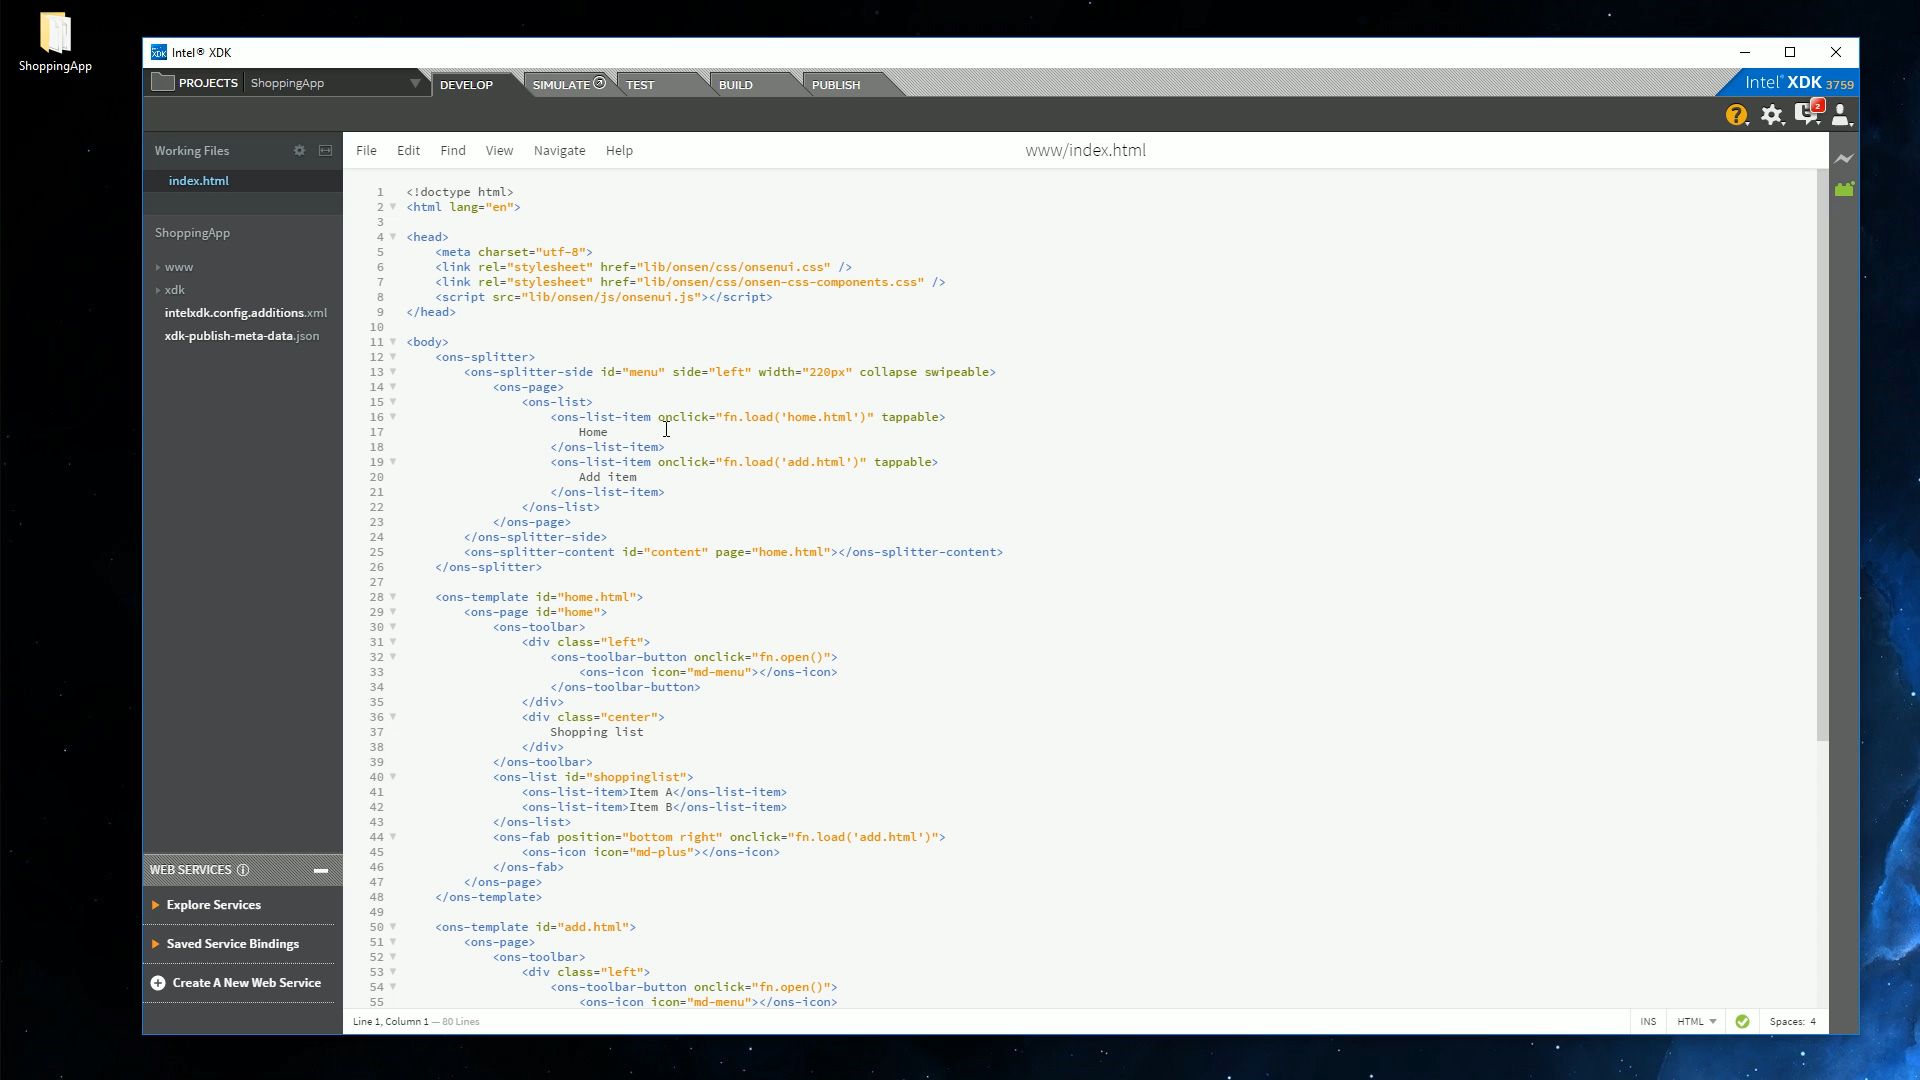 ShoppingApp
Intel® XDK
PROJECTS ShoppingApp DEVELOP SIMULATE TEST BUILD PUBLISH Intel® XDK 3759
? 2
Working Files
index.html
ShoppingApp
www
xdk
intelxdk.config.additions.xml
xdk-publish-meta-data.json
WEB SERVICES
Explore Services
Saved Service Bindings
Create A New Web Service
File Edit Find View Navigate Help www/index.html
1 <!doctype html>
2 <html lang="en">
3
4 <head>
5 <meta charset="utf-8">
6 <link rel="stylesheet" href="lib/onsen/css/onsenui.css" />
7 <link rel="stylesheet" href="lib/onsen/css/onsen-css-components.css" />
8 <script src="lib/onsen/js/onsenui.js"></script>
9 </head>
10
11 <body>
12 <ons-splitter>
13 <ons-splitter-side id="menu" side="left" width="220px" collapse swipeable>
14 <ons-page>
15 <ons-list>
16 <ons-list-item onclick="fn.load('home.html')" tappable>
17 Home
18 </ons-list-item>
19 <ons-list-item onclick="fn.load('add.html')" tappable>
20 Add item
21 </ons-list-item>
22 </ons-list>
23 </ons-page>
24 </ons-splitter-side>
25 <ons-splitter-content id="content" page="home.html"></ons-splitter-content>
26 </ons-splitter>
27
28 <ons-template id="home.html">
29 <ons-page id="home">
30 <ons-toolbar>
31 <div class="left">
32 <ons-toolbar-button onclick="fn.open()">
33 <ons-icon icon="md-menu"></ons-icon>
34 </ons-toolbar-button>
35 </div>
36 <div class="center">
37 Shopping list
38 </div>
39 </ons-toolbar>
40 <ons-list id="shoppinglist">
41 <ons-list-item>Item A</ons-list-item>
42 <ons-list-item>Item B</ons-list-item>
43 </ons-list>
44 <ons-fab position="bottom right" onclick="fn.load('add.html')">
45 <ons-icon icon="md-plus"></ons-icon>
46 </ons-fab>
47 </ons-page>
48 </ons-template>
49
50 <ons-template id="add.html">
51 <ons-page>
52 <ons-toolbar>
53 <div class="left">
54 <ons-toolbar-button onclick="fn.open()">
55 <ons-icon icon="md-menu"></ons-icon>
Line 1, Column 1 — 80 Lines INS HTML Spaces: 4